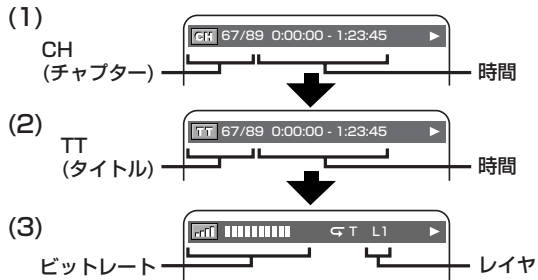 (1)
CH 67/89 0:00:00 - 1:23:45
CH
(チャプター)
時間
(2)
TT 67/89 0:00:00 - 1:23:45
TT
(タイトル)
時間
(3)
T L1
ビットレート
レイヤ